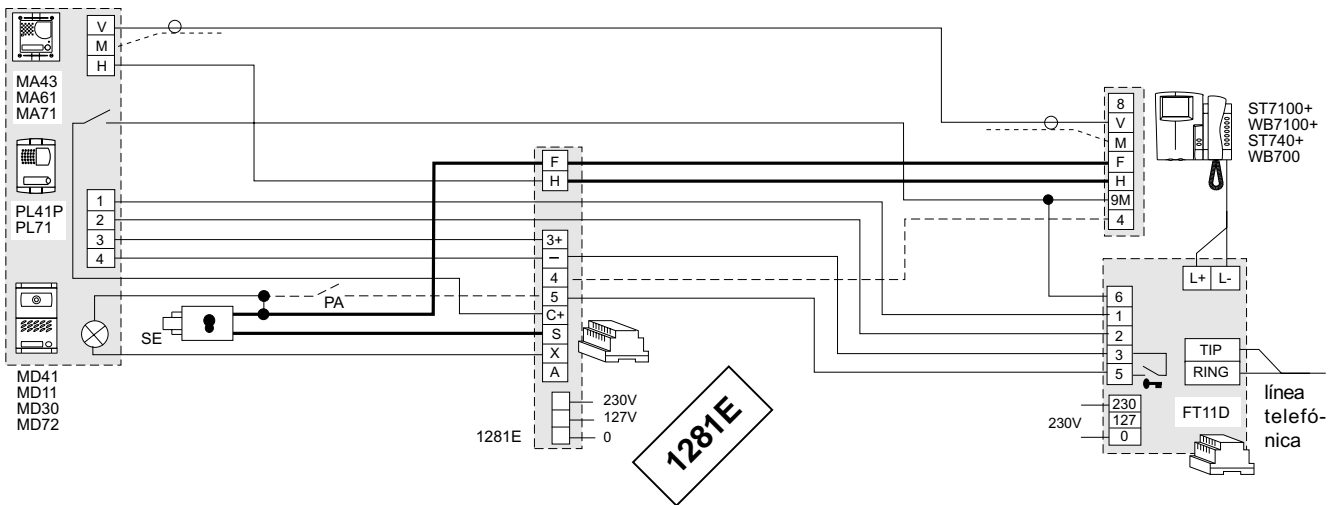 V
M
H
MA43
MA61
MA71
PL41P
PL71
1
2
3
4
MD41
MD11
MD30
MD72
SE
PA
F
H
3+
–
4
5
C+
S
X
A
230V
127V
0
1281E
1281E
8
V
M
F
H
9M
4
ST7100+
WB7100+
ST740+
WB700
L+ L-
6
1
2
3
5
TIP
RING
230
127
0
230V
FT11D
línea
telefó-
nica